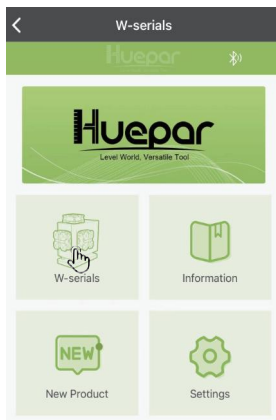 W-serials
Huepar
Huepar
Level World, Versatile Tool
W-serials
Information
NEW
New Product
Settings